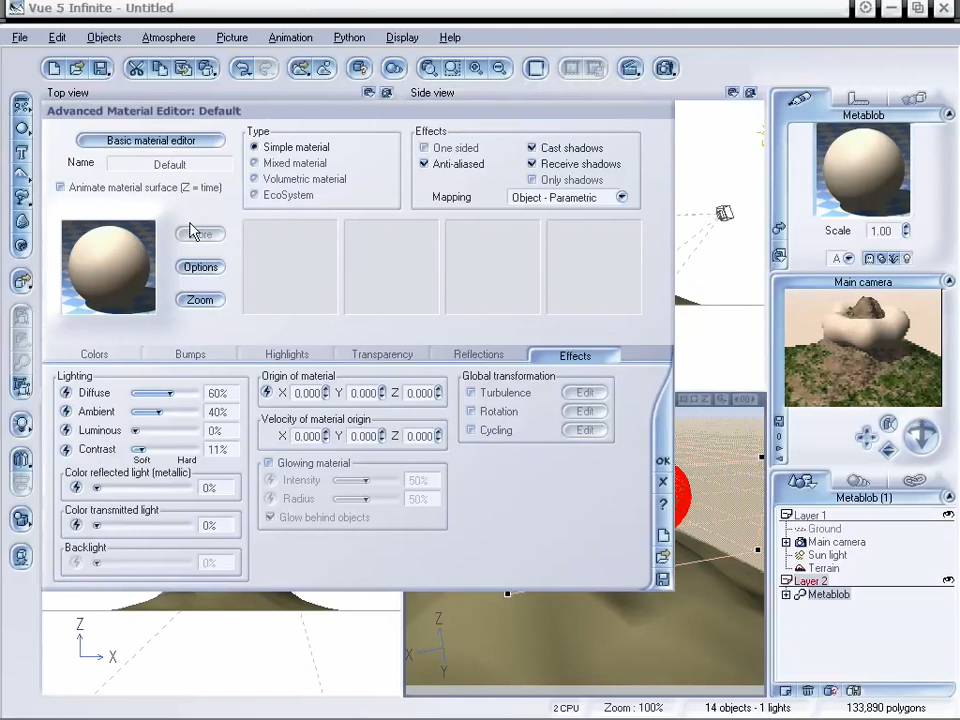 Vue 5 Infinite - Untitled
File Edit Objects Atmosphere Picture Animation Python Display Help
Top view
Side view
Advanced Material Editor: Default
Basic material editor
Name Default
Animate material surface (Z = time)
Options
Zoom
Type
Simple material
Mixed material
Volumetric material
EcoSystem
Effects
One sided
Cast shadows
Anti-aliased
Receive shadows
Only shadows
Mapping Object - Parametric
Colors Bumps Highlights Transparency Reflections Effects
Lighting
Diffuse 60%
Ambient 40%
Luminous 0%
Contrast 11%
Soft Hard
Color reflected light (metallic)
0%
Color transmitted light
0%
Backlight
0%
Origin of material
X 0.000 Y 0.000 Z 0.000
Velocity of material origin
X 0.000 Y 0.000 Z 0.000
Glowing material
Intensity 50%
Radius 50%
Glow behind objects
Global transformation
Turbulence Edit
Rotation Edit
Cycling Edit
OK
?
Z
X
Z
X
Y
Metablob
Scale 1.00
A
Main camera
Metablob (1)
Layer 1
Ground
Main camera
Sun light
Terrain
Layer 2
Metablob
2 CPU Zoom : 100% 14 objects - 1 lights 133,890 polygons